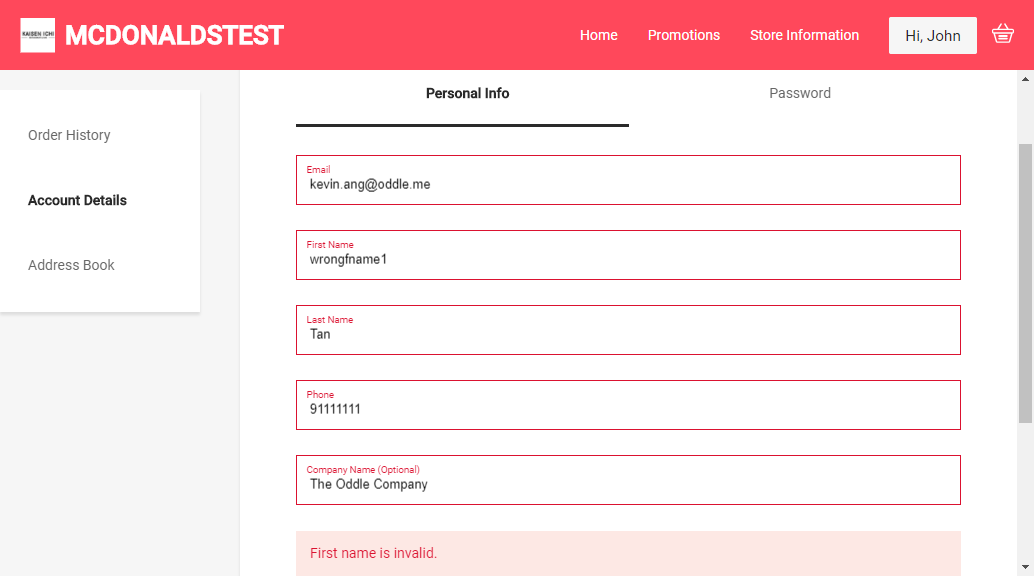 KAISEN ICHI
MCDONALDSTEST
Home
Promotions
Store Information
Hi, John
Order History
Account Details
Address Book
Personal Info
Password
Email
kevin.ang@oddle.me
First Name
wrongfname1
Last Name
Tan
Phone
91111111
Company Name (Optional)
The Oddle Company
First name is invalid.